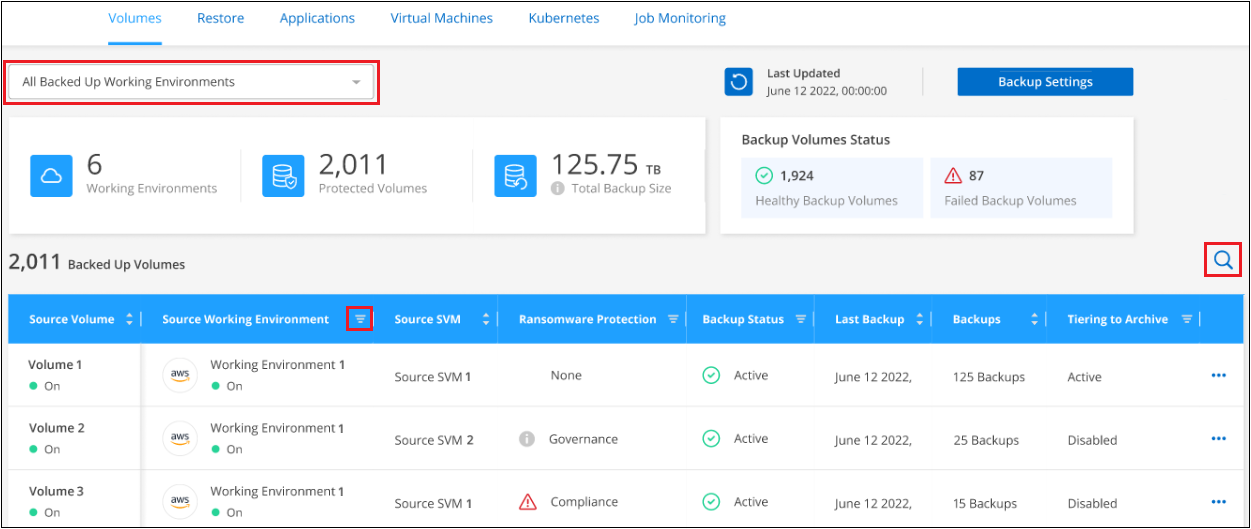 Volumes Restore Applications Virtual Machines Kubernetes Job Monitoring
All Backed Up Working Environments
Last Updated
June 12 2022, 00:00:00
Backup Settings
6
Working Environments
2,011
Protected Volumes
125.75 TB
Total Backup Size
Backup Volumes Status
1,924
Healthy Backup Volumes
87
Failed Backup Volumes
2,011 Backed Up Volumes
Source Volume Source Working Environment Source SVM Ransomware Protection Backup Status Last Backup Backups Tiering to Archive
Volume 1
On
aws
Working Environment 1
On
Source SVM 1
None
Active
June 12 2022,
125 Backups
Active
Volume 2
On
aws
Working Environment 1
On
Source SVM 2
Governance
Active
June 12 2022,
25 Backups
Disabled
Volume 3
On
aws
Working Environment 1
On
Source SVM 1
Compliance
Active
June 12 2022,
15 Backups
Disabled